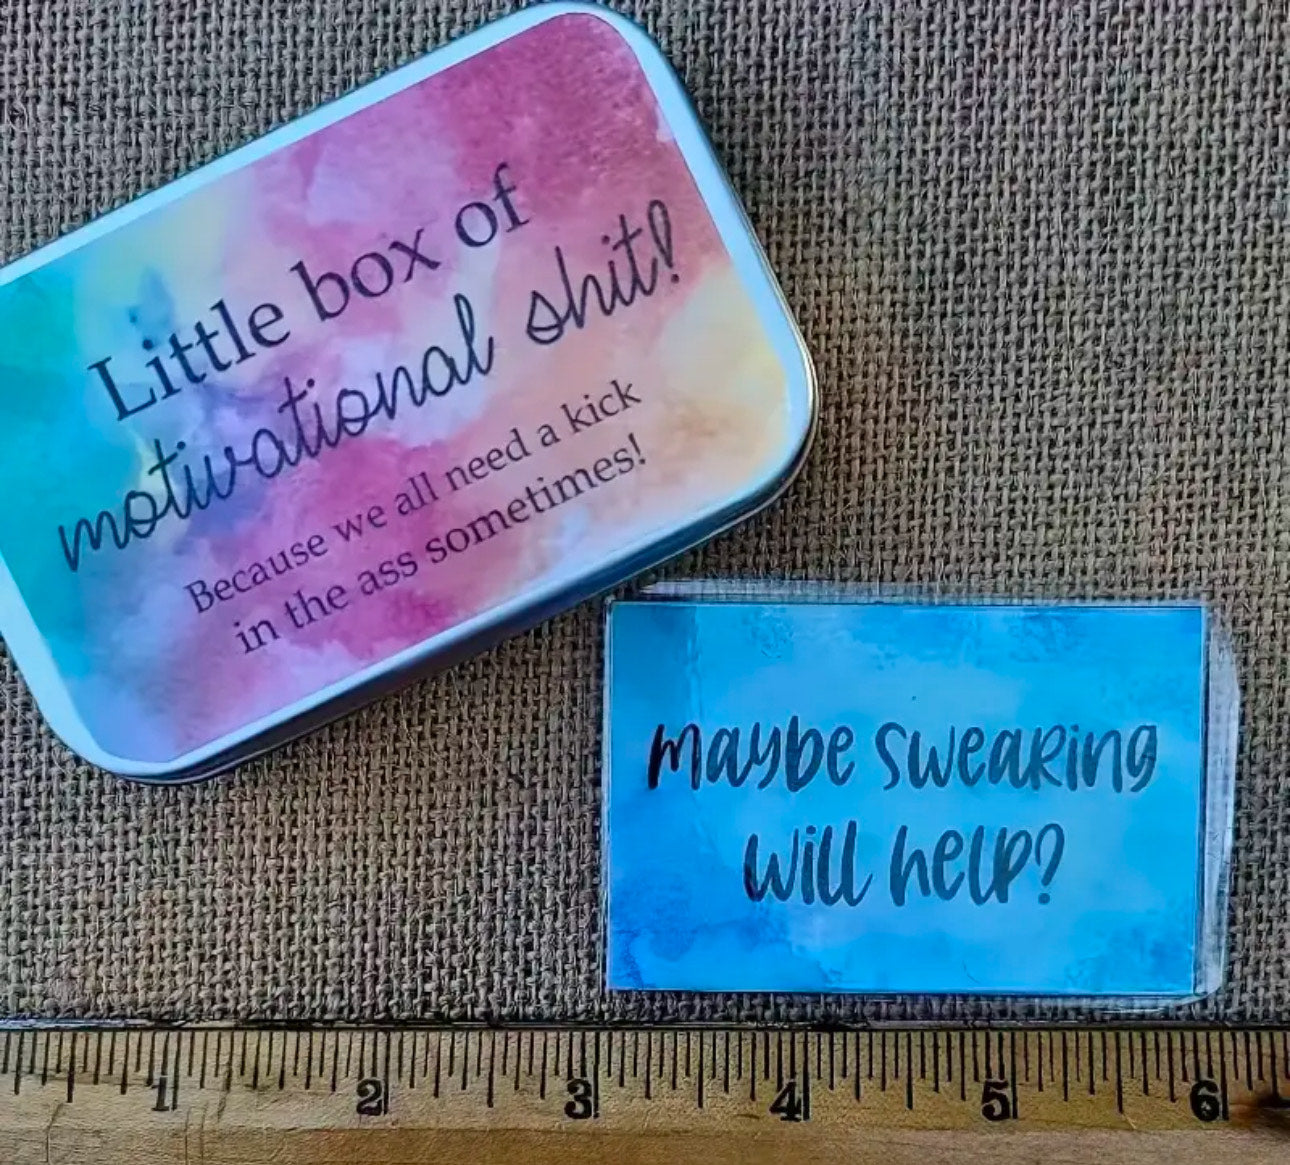 Little box of
motivational shit!
Because we all need a kick
in the ass sometimes!
maybe sweaRing
will help?
1 2 3 4 5 6